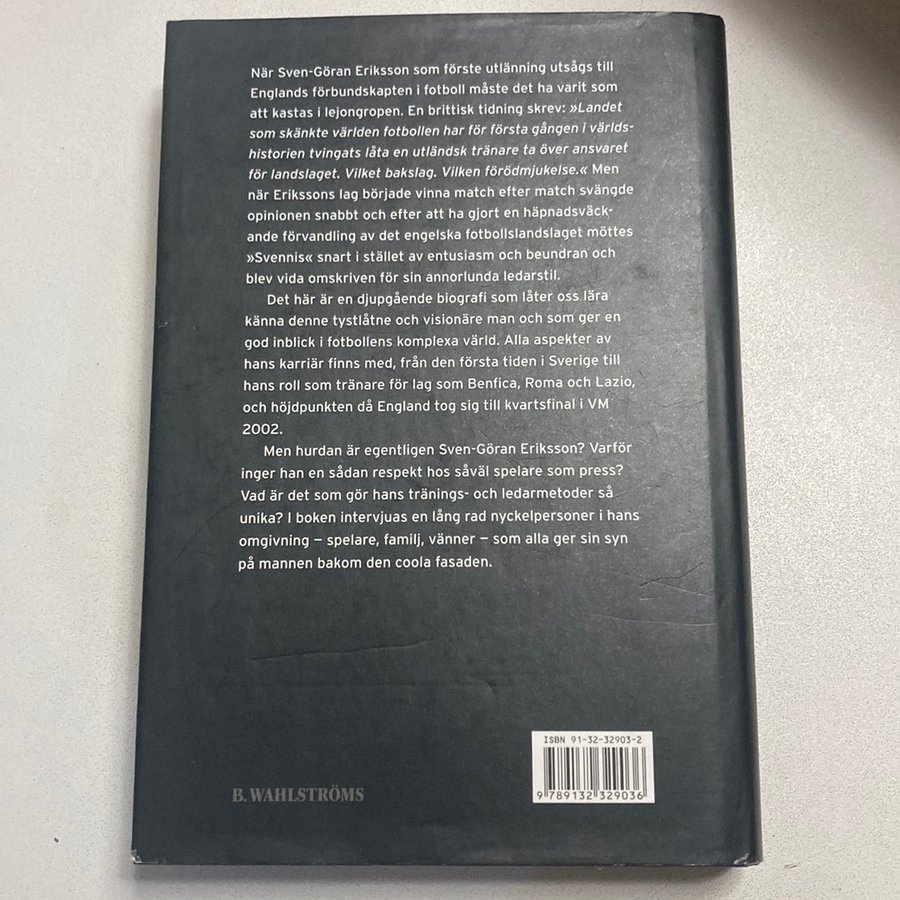 När Sven-Göran Eriksson som förste utlänning utsågs till
Englands förbundskapten i fotboll måste det ha varit som
att kastas i lejongropen. En brittisk tidning skrev: »Landet
som skänkte världen fotbollen har för första gången i världs-
historien tvingats låta en utländsk tränare ta över ansvaret
för landslaget. Vilket bakslag. Vilken förödmjukelse.« Men
när Erikssons lag började vinna match efter match svängde
opinionen snabbt och efter att ha gjort en häpnadsväck-
ande förvandling av det engelska fotbollslandslaget möttes
»Svennis« snart i stället av entusiasm och beundran och
blev vida omskriven för sin annorlunda ledarstil.
Det här är en djupgående biografi som låter oss lära
känna denne tystlåtne och visionäre man och som ger en
god inblick i fotbollens komplexa värld. Alla aspekter av
hans karriär finns med, från den första tiden i Sverige till
hans roll som tränare för lag som Benfica, Roma och Lazio,
och höjdpunkten då England tog sig till kvartsfinal i VM
2002.
Men hurdan är egentligen Sven-Göran Eriksson? Varför
inger han en sådan respekt hos såväl spelare som press?
Vad är det som gör hans tränings- och ledarmetoder så
unika? I boken intervjuas en lång rad nyckelpersoner i hans
omgivning – spelare, familj, vänner – som alla ger sin syn
på mannen bakom den coola fasaden.
ISBN 91-32-32903-2
9 789132 329036
B. WAHLSTRÖMS